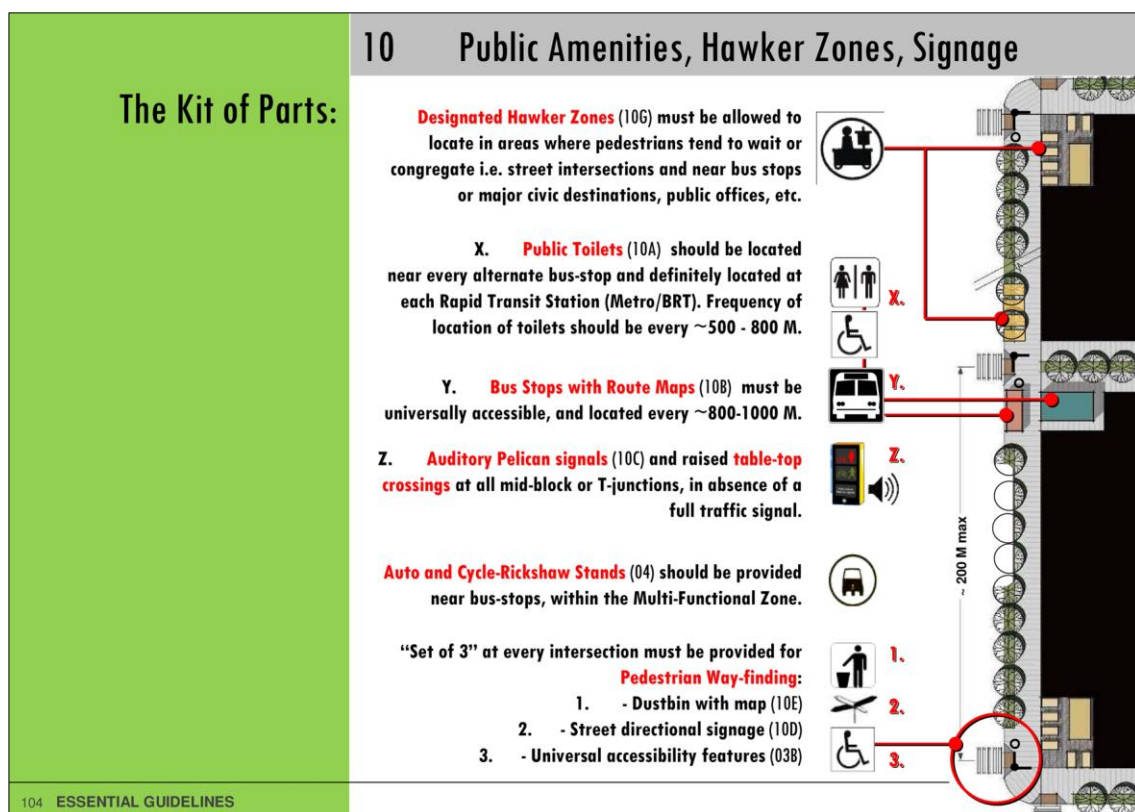 10 Public Amenities, Hawker Zones, Signage
The Kit of Parts:
Designated Hawker Zones (10G) must be allowed to
locate in areas where pedestrians tend to wait or
congregate i.e. street intersections and near bus stops
or major civic destinations, public offices, etc.
X. Public Toilets (10A) should be located
near every alternate bus-stop and definitely located at
each Rapid Transit Station (Metro/BRT). Frequency of
location of toilets should be every ~500 - 800 M.
X.
Y. Bus Stops with Route Maps (10B) must be
universally accessible, and located every ~800-1000 M.
Y.
Z. Auditory Pelican signals (10C) and raised table-top
crossings at all mid-block or T-junctions, in absence of a
full traffic signal.
Z.
~ 200 M max
Auto and Cycle-Rickshaw Stands (04) should be provided
near bus-stops, within the Multi-Functional Zone.
“Set of 3” at every intersection must be provided for
Pedestrian Way-finding:
1. - Dustbin with map (10E)
2. - Street directional signage (10D)
3. - Universal accessibility features (03B)
1.
2.
3.
104 ESSENTIAL GUIDELINES